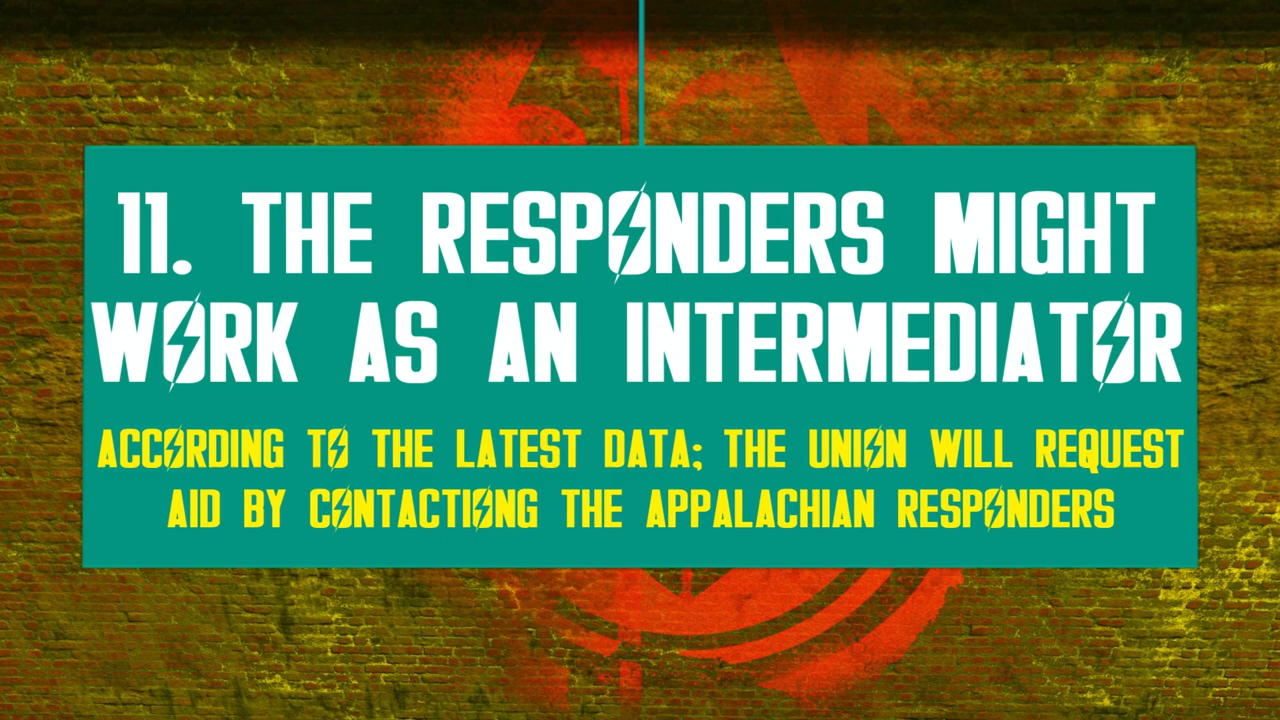 11. THE RESPONDERS MIGHT
WORK AS AN INTERMEDIATOR
ACCORDING TO THE LATEST DATA; THE UNION WILL REQUEST
AID BY CONTACTIONG THE APPALACHIAN RESPONDERS